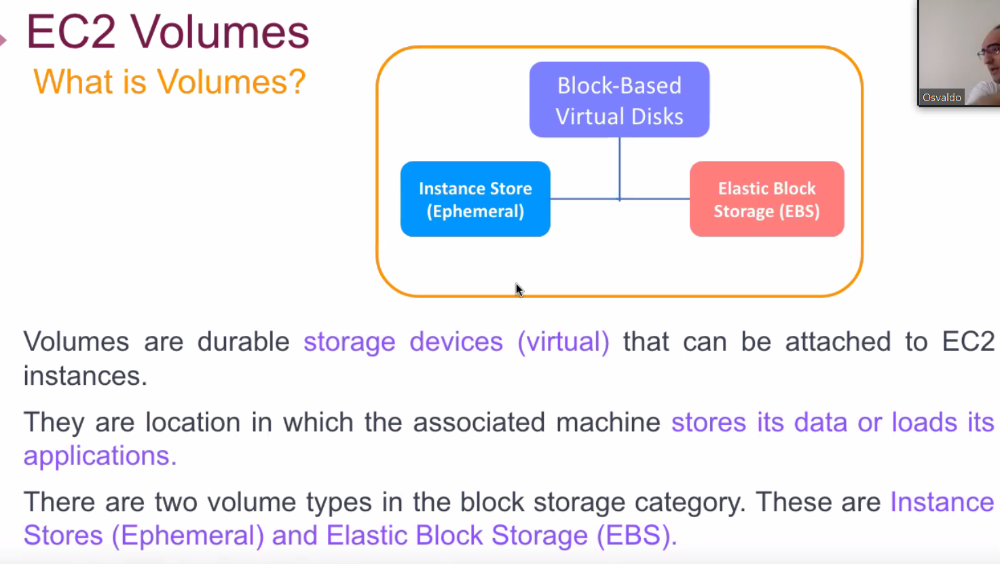 EC2 Volumes
What is Volumes?
Block-Based
Virtual Disks
Instance Store
(Ephemeral)
Elastic Block
Storage (EBS)
Osvaldo
Volumes are durable storage devices (virtual) that can be attached to EC2
instances.
They are location in which the associated machine stores its data or loads its
applications.
There are two volume types in the block storage category. These are Instance
Stores (Ephemeral) and Elastic Block Storage (EBS).